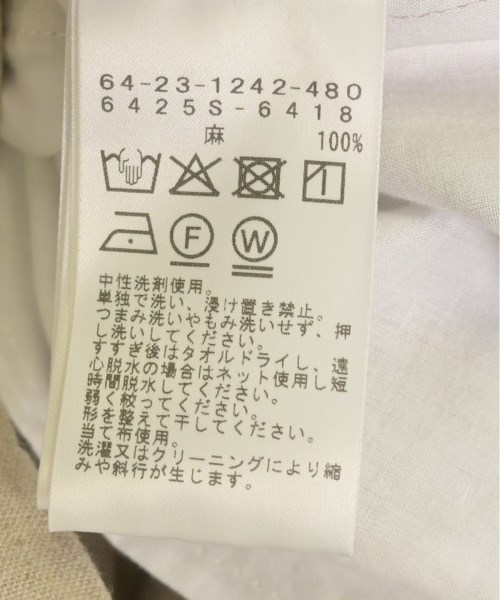 64-23-1242-480
6425S-6418
麻 100%
F W
中性洗剤使用。
単独で洗い、浸け置き禁止。
つまみ洗いやもみ洗いせず、押
し洗いしてください。
すすぎ後はタオルドライし、遠
心脱水の場合はネット使用し短
時間脱水してください。
弱く絞ってください。
形を整えて干してください。
当て布使用。
洗濯又はクリーニングにより縮
みや斜行が生じます。